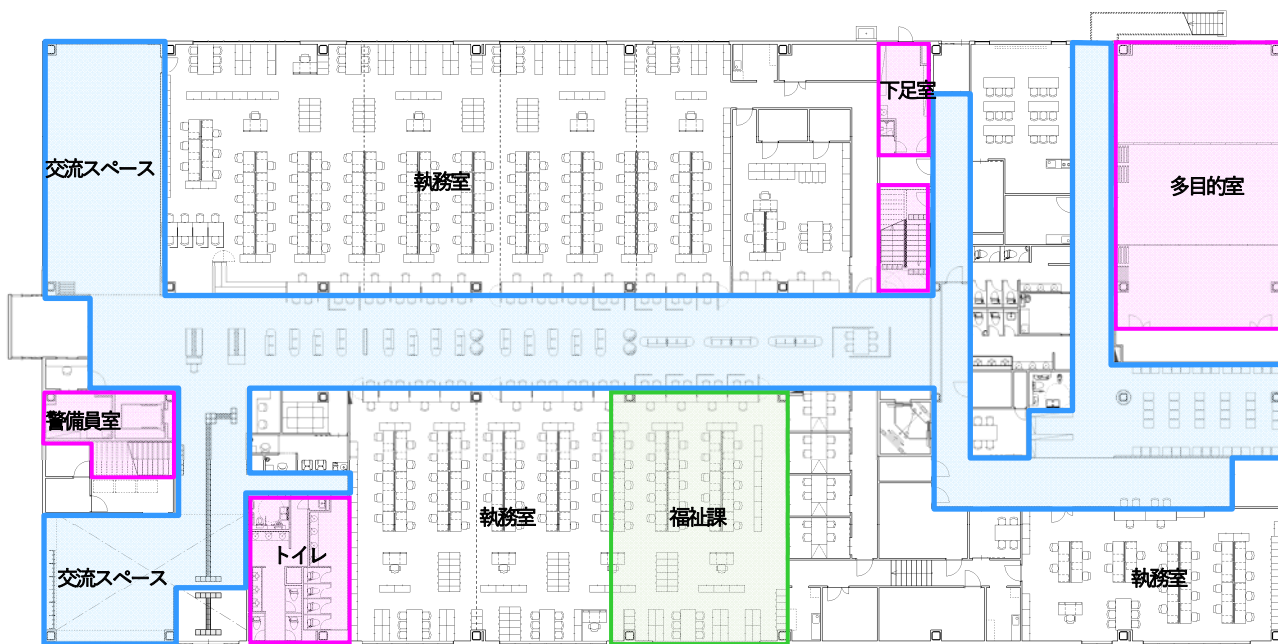 下足室
交流スペース
執務室
多目的室
警備員室
執務室
福祉課
トイレ
交流スペース
執務室